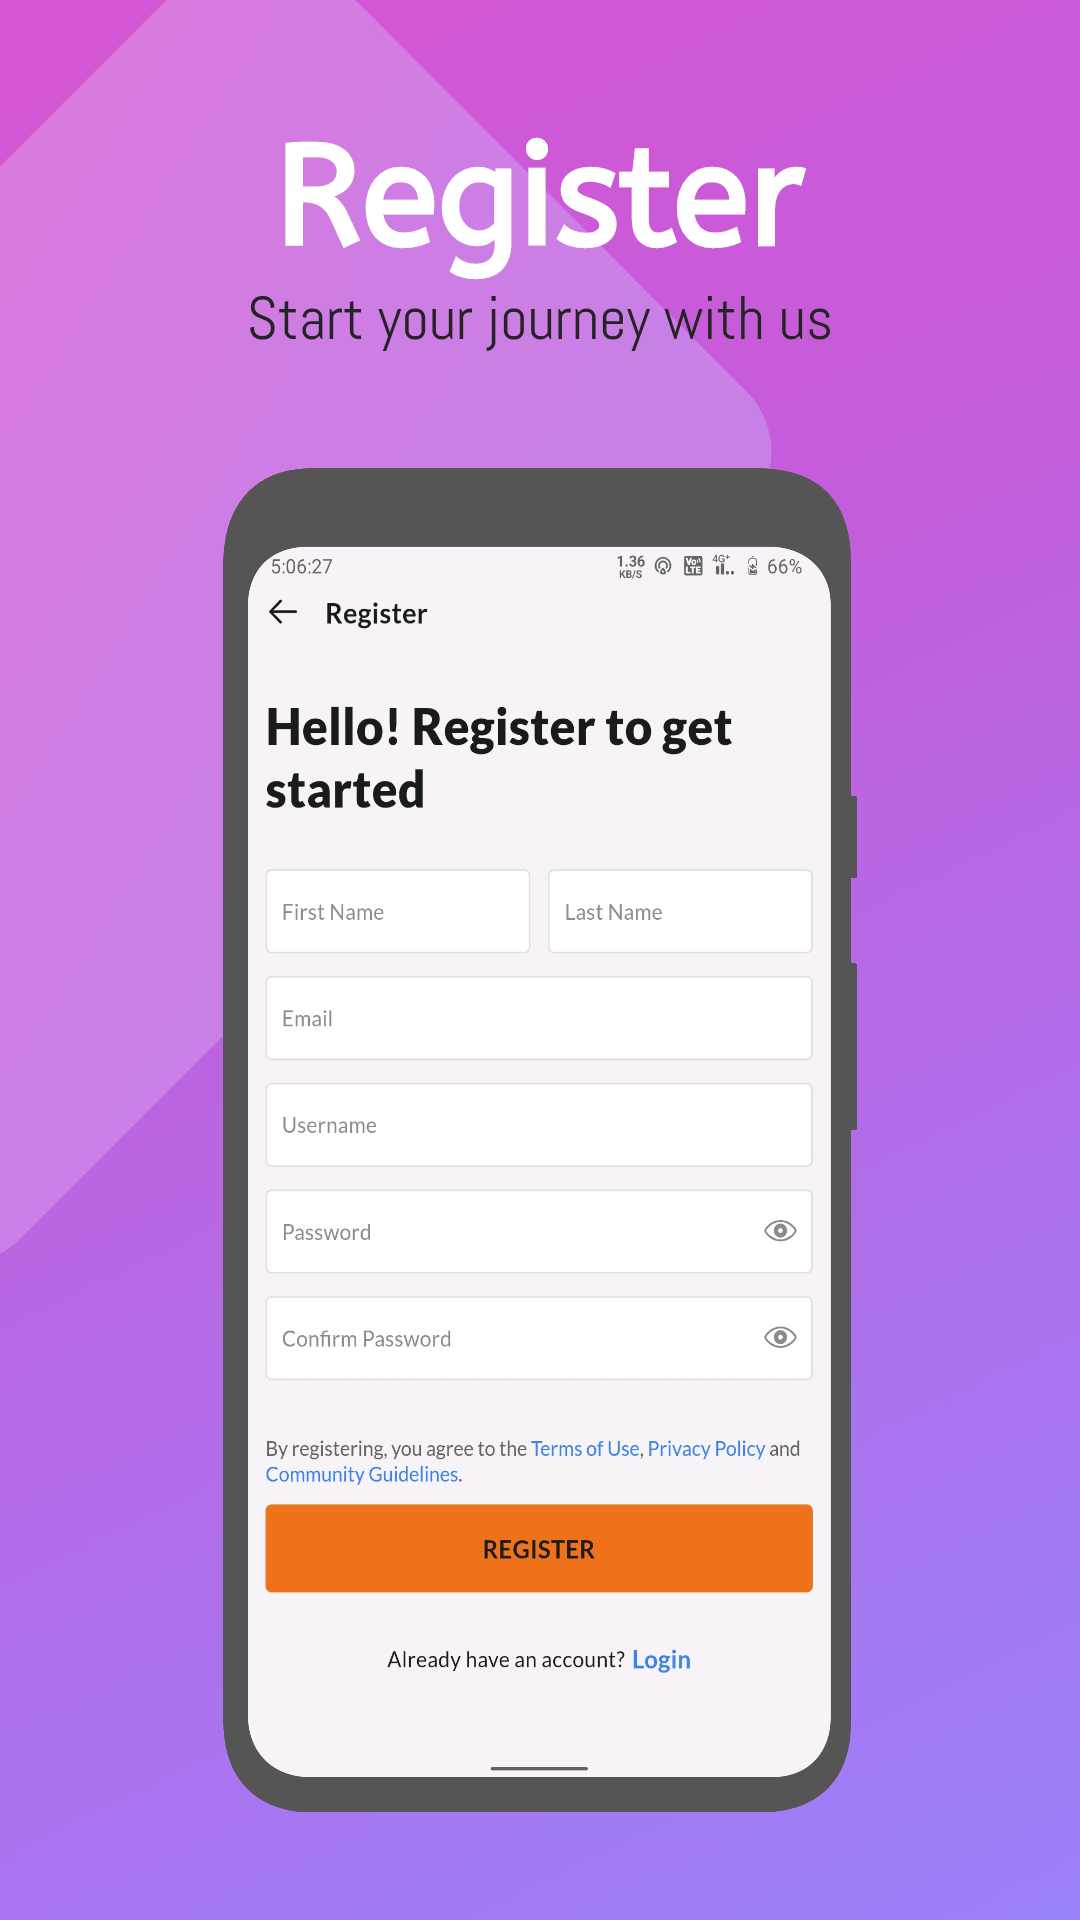 Register
Start your journey with us
5:06:27 1.36 KB/S VoLTE 4G+ 66%
Register
Hello! Register to get
started
First Name Last Name
Email
Username
Password
Confirm Password
By registering, you agree to the Terms of Use, Privacy Policy and
Community Guidelines.
REGISTER
Already have an account? Login